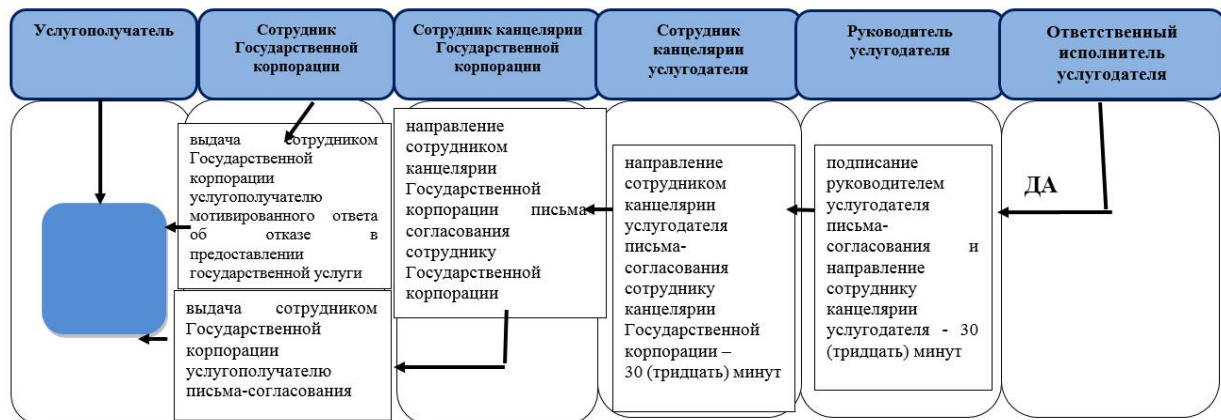 Услугополучатель
Сотрудник
Государственной
корпорации
Сотрудник канцелярии
Государственной
корпорации
Сотрудник
канцелярии
услугодателя
Руководитель
услугодателя
Ответственный
исполнитель
услугодателя
выдача сотрудником
Государственной
корпорации
услугополучателю
мотивированного ответа
об отказе в
предоставлении
государственной услуги
выдача сотрудником
Государственной
корпорации
услугополучателю
письма-согласования
направление
сотрудником
канцелярии
Государственной
корпорации письма
согласования
сотруднику
Государственной
корпорации
направление
сотрудником
канцелярии
услугодателя
письма-
согласования
сотруднику
канцелярии
Государственной
корпорации –
30 (тридцать) минут
подписание
руководителем
услугодателя
письма-
согласования и
направление
сотруднику
канцелярии
услугодателя - 30
(тридцать) минут
ДА